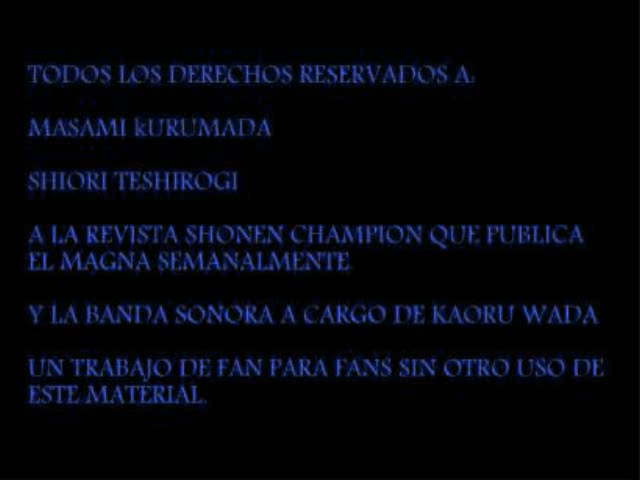 TODOS LOS DERECHOS RESERVADOS A:
MASAMI kURUMADA
SHIORI TESHIROGI
A LA REVISTA SHONEN CHAMPION QUE PUBLICA
EL MAGNA SEMANALMENTE
Y LA BANDA SONORA A CARGO DE KAORU WADA
UN TRABAJO DE FAN PARA FANS SIN OTRO USO DE
ESTE MATERIAL.